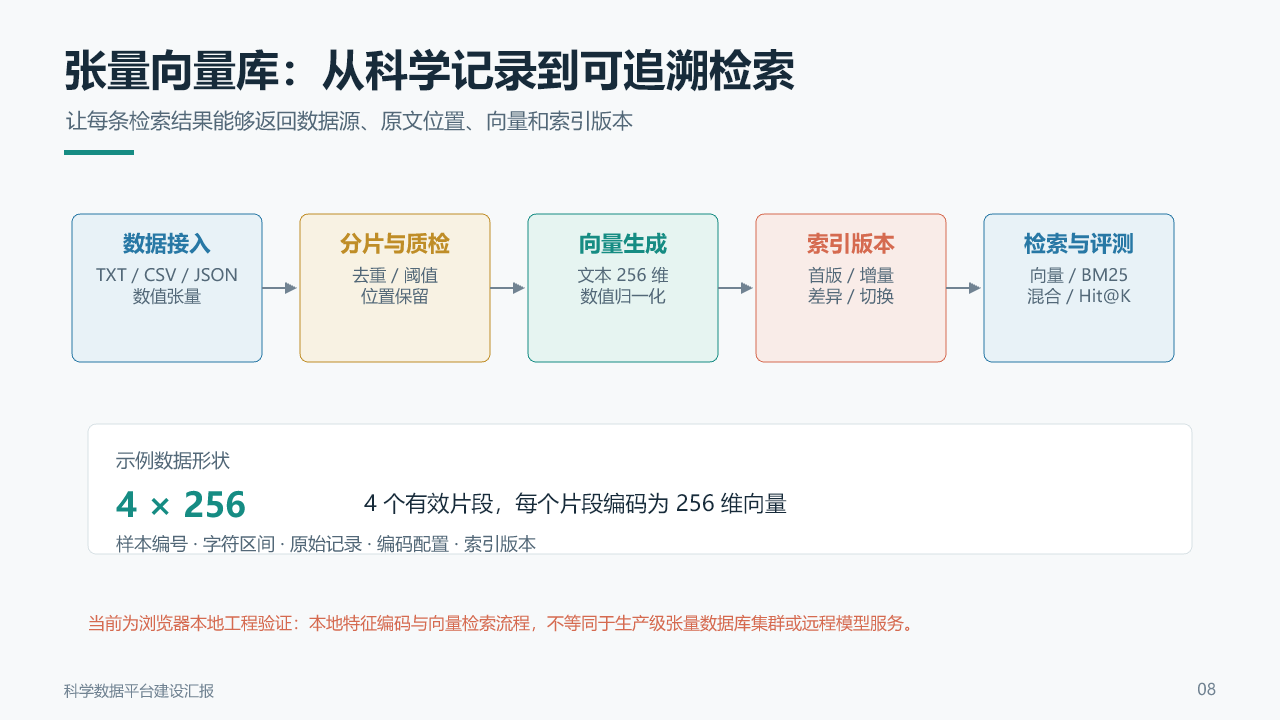 张量向量库：从科学记录到可追溯检索
让每条检索结果能够返回数据源、原文位置、向量和索引版本
数据接入
TXT / CSV / JSON
数值张量
分片与质检
去重 / 阈值
位置保留
向量生成
文本 256 维
数值归一化
索引版本
首版 / 增量
差异 / 切换
检索与评测
向量 / BM25
混合 / Hit@K
示例数据形状
4 × 256
4 个有效片段，每个片段编码为 256 维向量
样本编号 · 字符区间 · 原始记录 · 编码配置 · 索引版本
当前为浏览器本地工程验证：本地特征编码与向量检索流程，不等同于生产级张量数据库集群或远程模型服务。
科学数据平台建设汇报
08